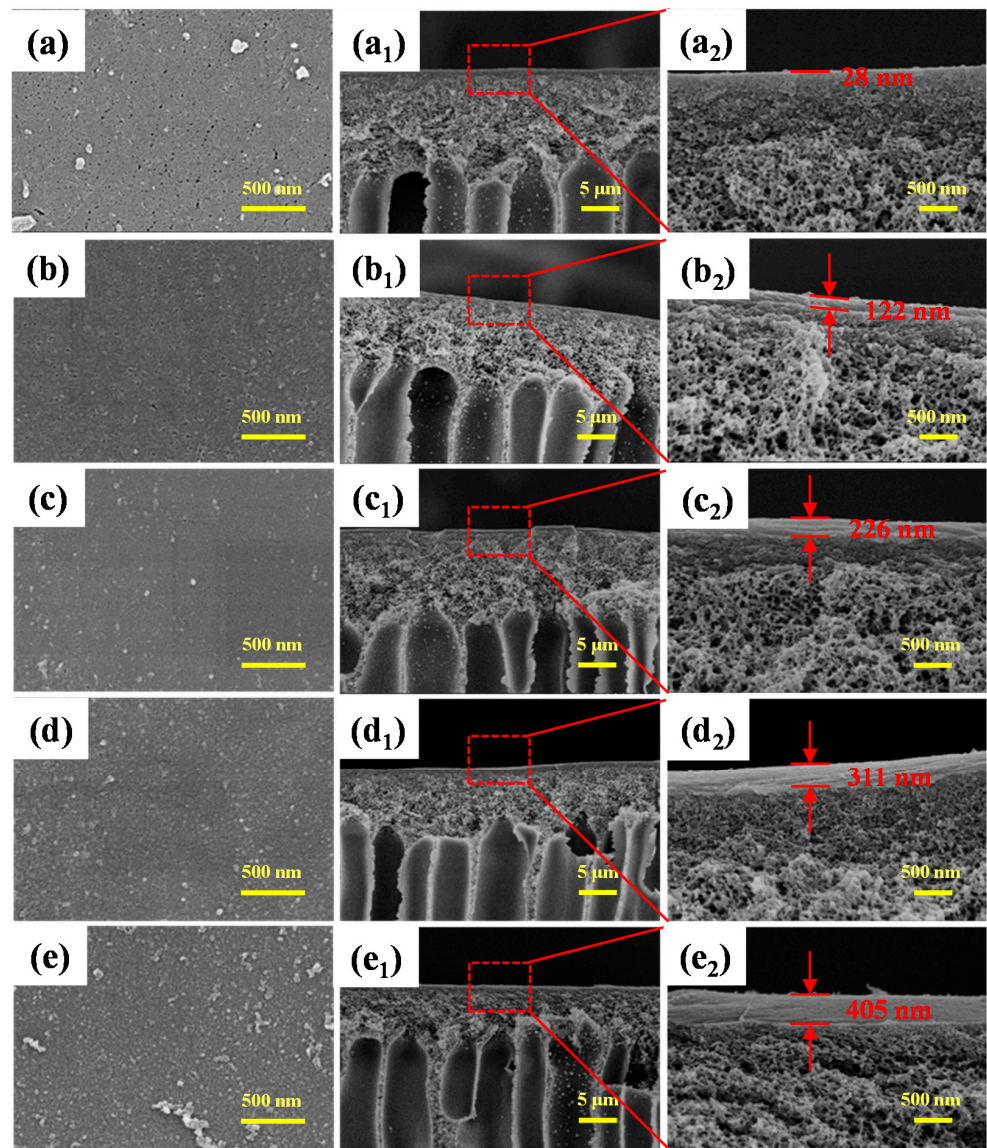 (a) (a₁) (a₂)
28 nm
500 nm 5 μm 500 nm
(b) (b₁) (b₂)
122 nm
500 nm 5 μm 500 nm
(c) (c₁) (c₂)
226 nm
500 nm 5 μm 500 nm
(d) (d₁) (d₂)
311 nm
500 nm 5 μm 500 nm
(e) (e₁) (e₂)
405 nm
500 nm 5 μm 500 nm